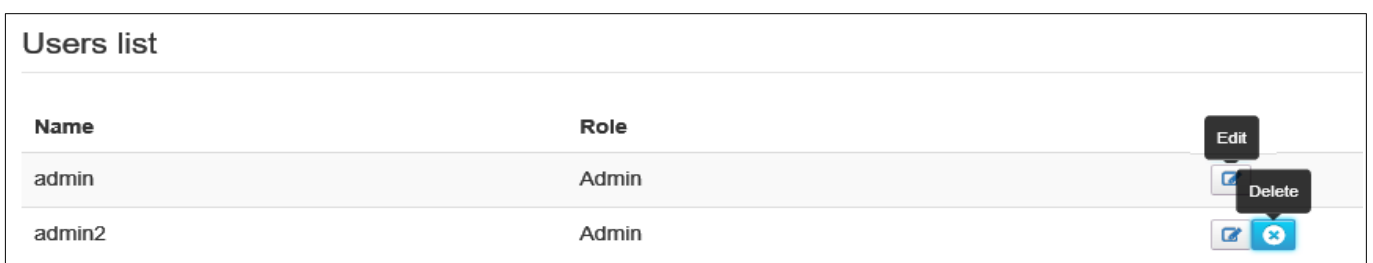 Users list
Name Role
Edit
admin Admin
Delete
admin2 Admin